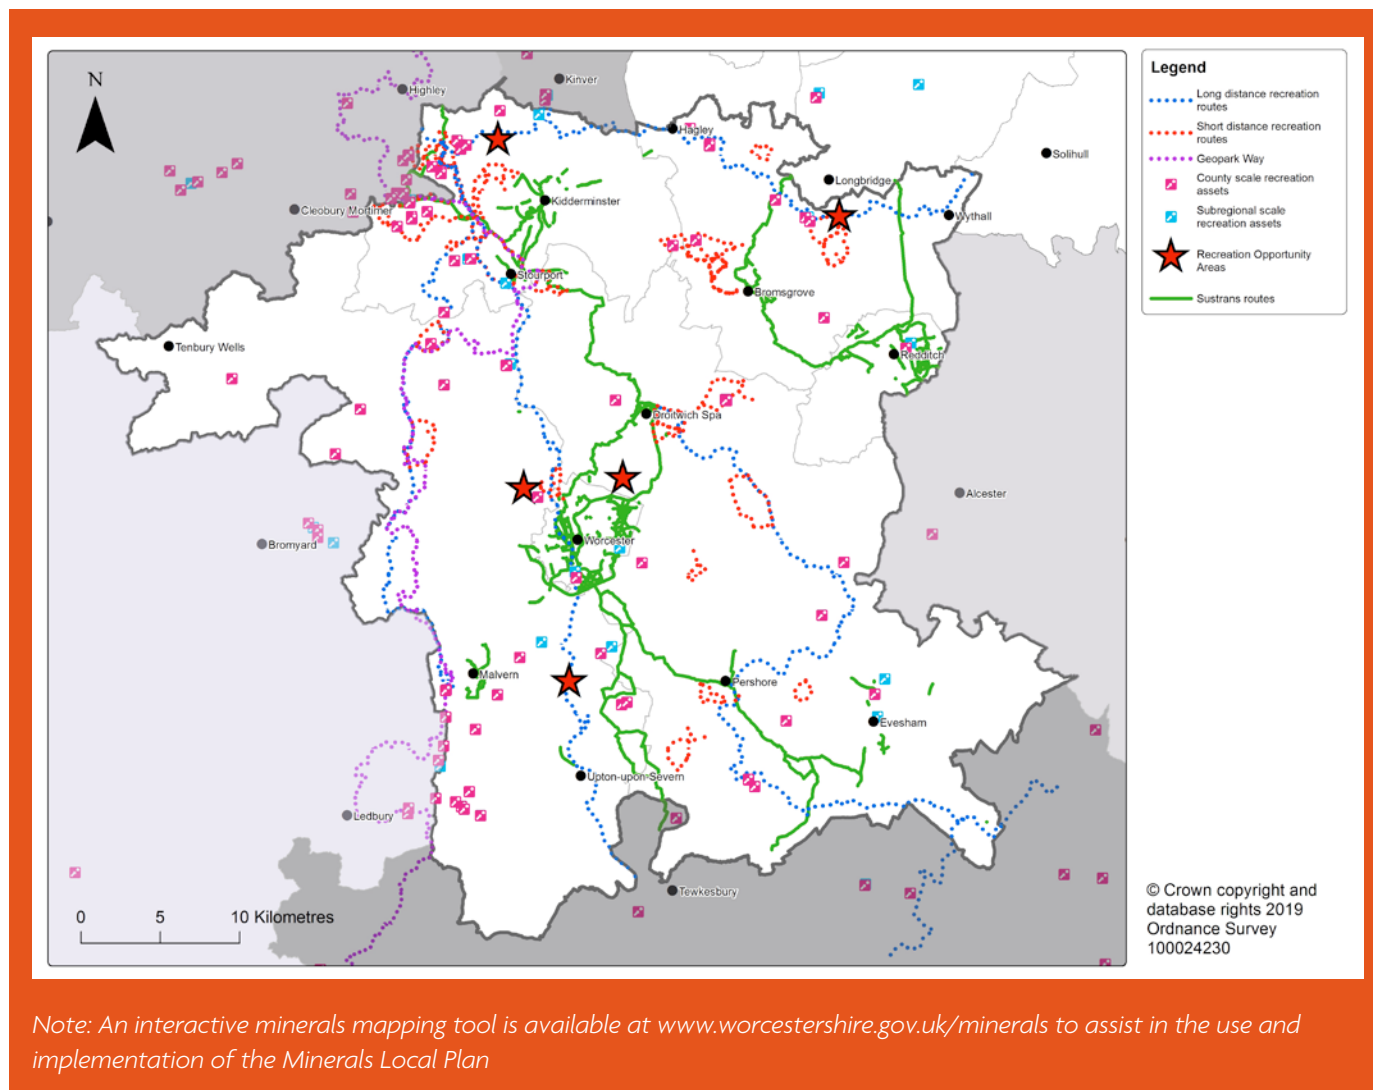 N
Highley
Kinver
Hagley
Solihull
Longbridge
Wythall
Cleobury Mortimer
Kidderminster
Stourport
Bromsgrove
Tenbury Wells
Redditch
Droitwich Spa
Alcester
Bromyard
Worcester
Malvern
Pershore
Evesham
Upton-upon Severn
Ledbury
Tewkesbury
0 5 10 Kilometres
Legend
Long distance recreation
routes
Short distance recreation
routes
Geopark Way
County scale recreation
assets
Subregional scale
recreation assets
Recreation Opportunity
Areas
Sustrans routes
© Crown copyright and
database rights 2019
Ordnance Survey
100024230
Note: An interactive minerals mapping tool is available at www.worcestershire.gov.uk/minerals to assist in the use and
implementation of the Minerals Local Plan